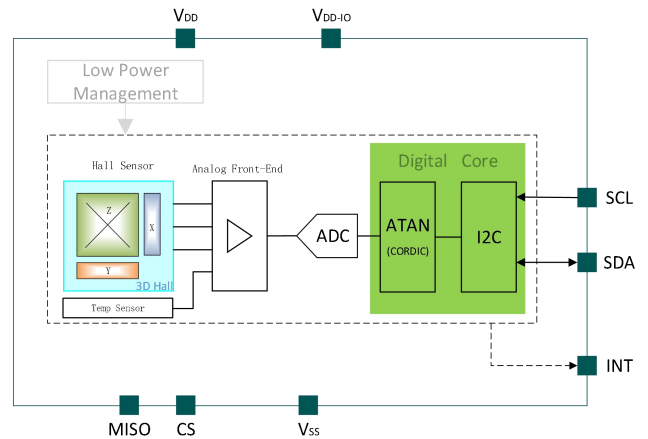 VDD
VDD-IO
Low Power
Management
Hall Sensor
Analog Front-End
Digital Core
Z
X
Y
3D Hall
Temp Sensor
ADC
ATAN
(CORDIC)
I2C
SCL
SDA
INT
MISO
CS
VSS